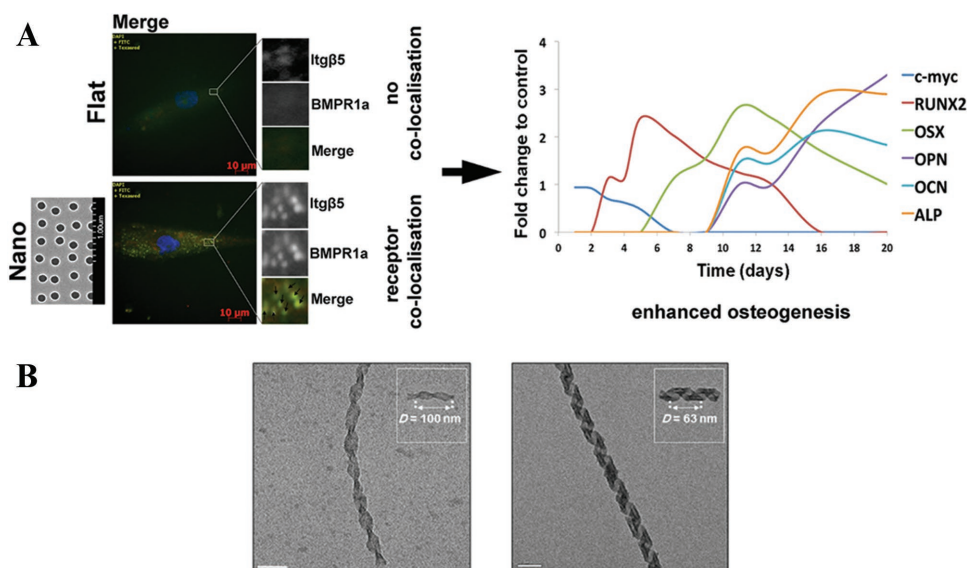 A
Merge
DAPI
+ FITC
+ Texasred
Flat
10 μm
Itgβ5
BMPR1a
Merge
no
co-localisation
Nano
1.00um
DAPI
+ FITC
+ Texasred
10 μm
Itgβ5
BMPR1a
Merge
receptor
co-localisation
Fold change to control
4
3
2
1
0
0 2 4 6 8 10 12 14 16 18 20
Time (days)
c-myc
RUNX2
OSX
OPN
OCN
ALP
enhanced osteogenesis
B
D = 100 nm
D = 63 nm